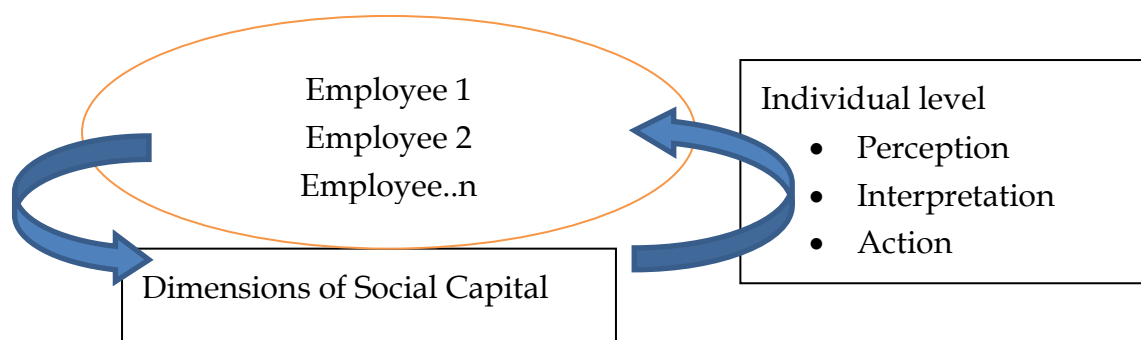 Employee 1
Employee 2
Employee..n
Individual level
• Perception
• Interpretation
• Action
Dimensions of Social Capital